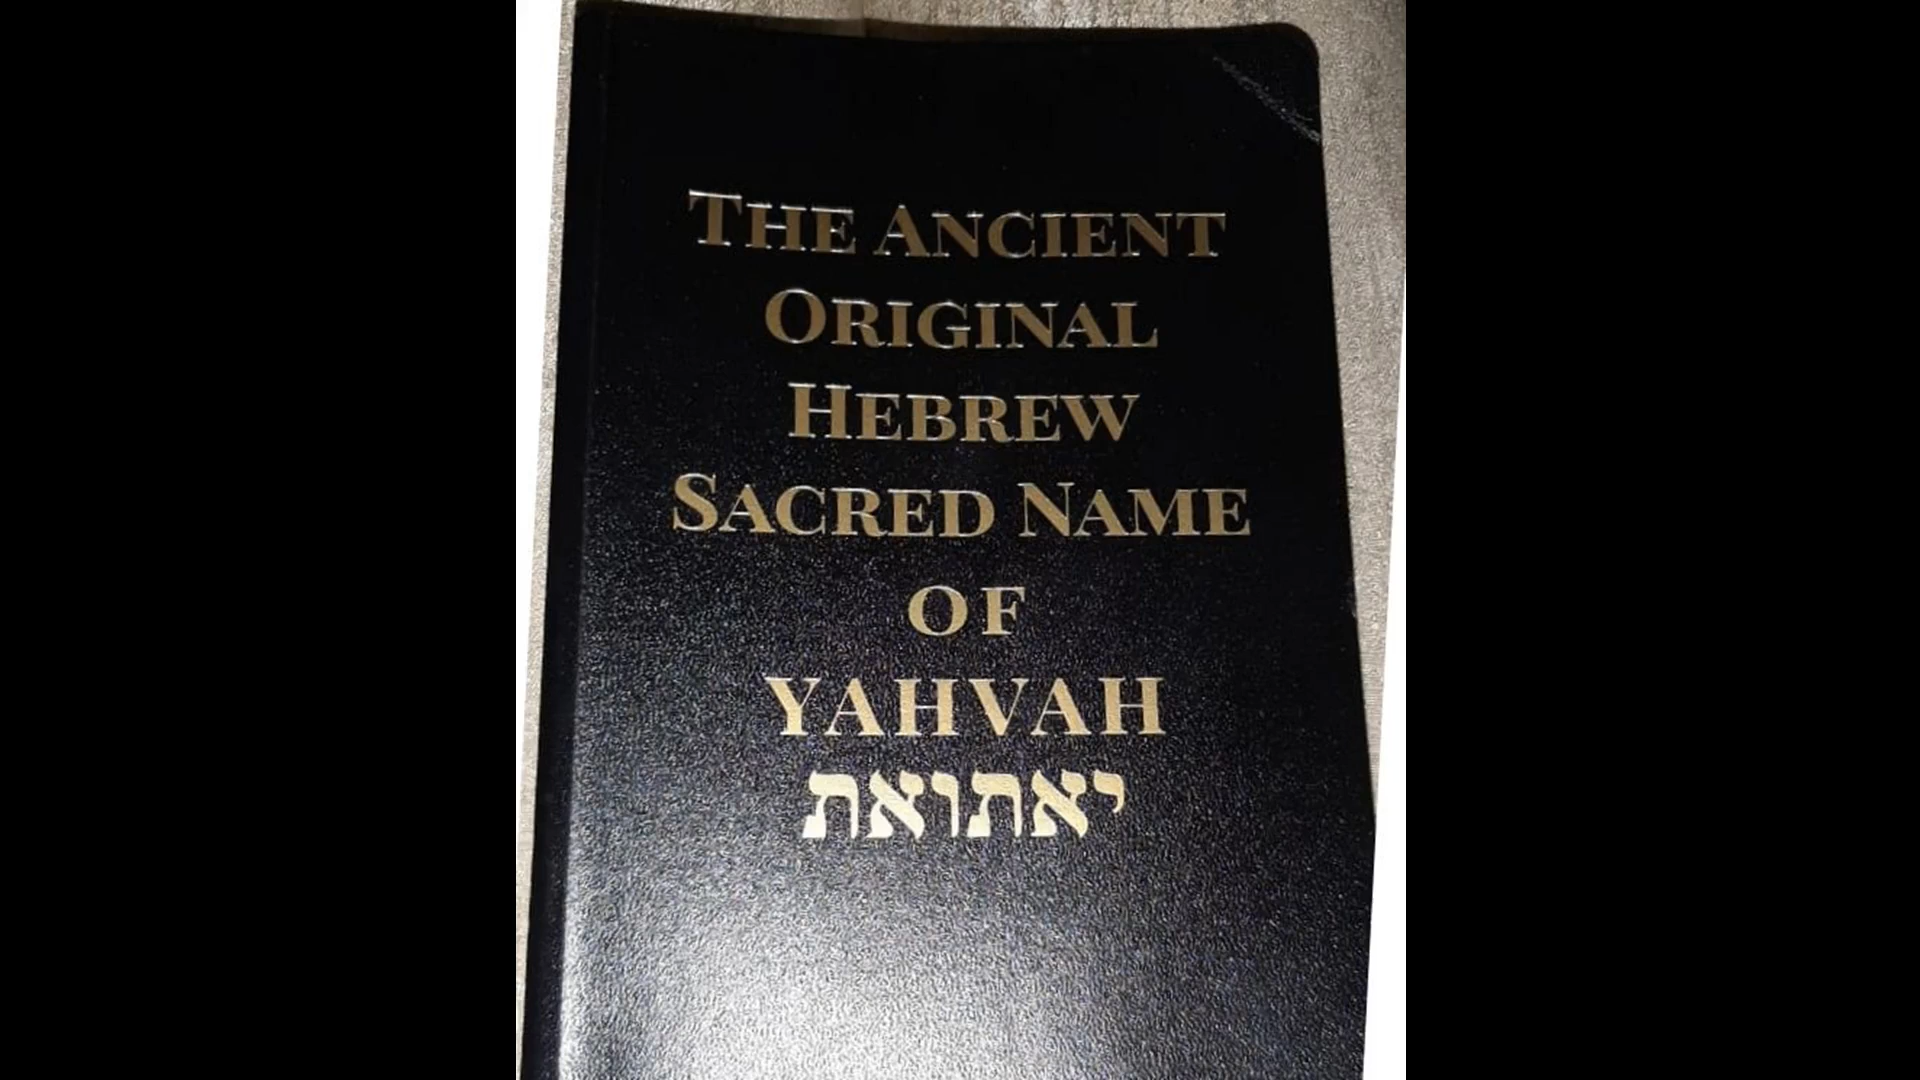 THE ANCIENT
ORIGINAL
HEBREW
SACRED NAME
OF
YAHVAH
יאתואת